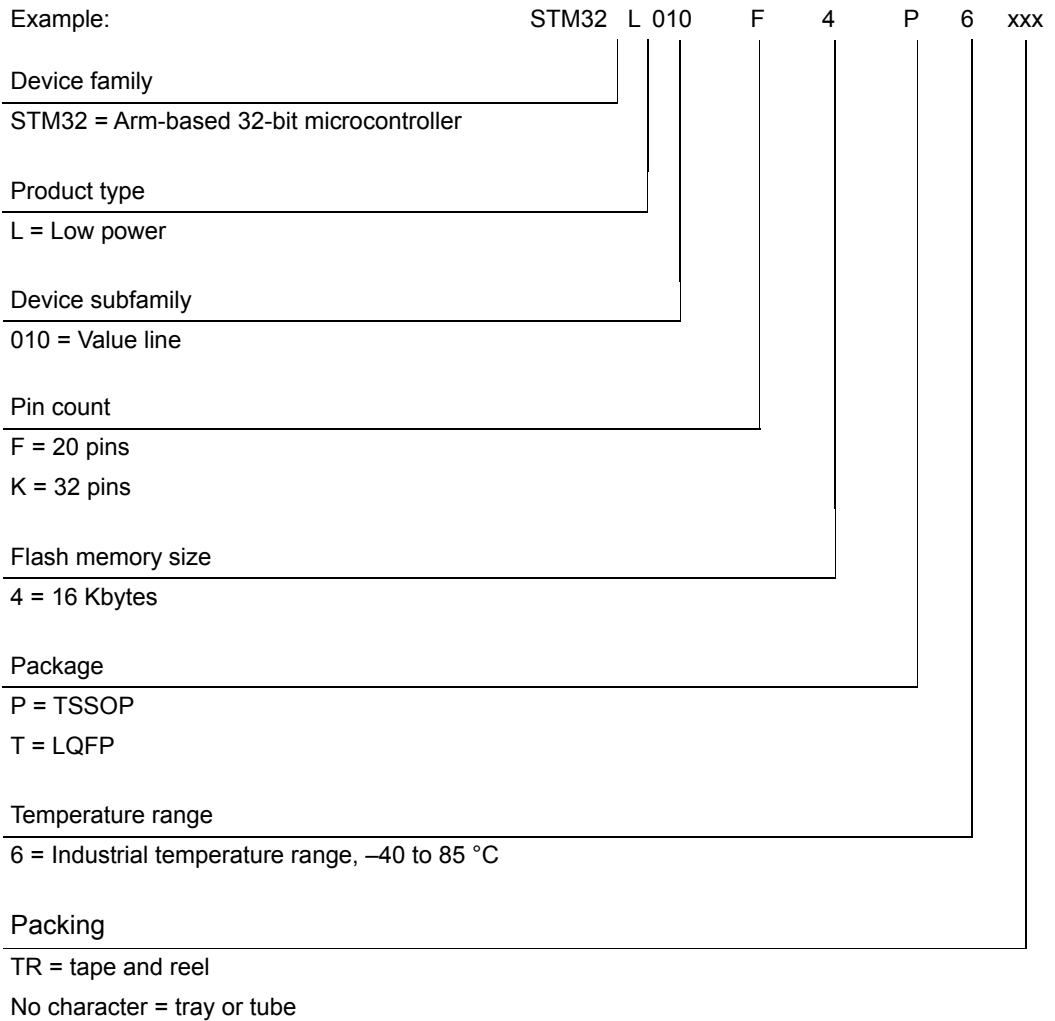 Example: STM32 L 010 F 4 P 6 xxx
Device family
STM32 = Arm-based 32-bit microcontroller
Product type
L = Low power
Device subfamily
010 = Value line
Pin count
F = 20 pins
K = 32 pins
Flash memory size
4 = 16 Kbytes
Package
P = TSSOP
T = LQFP
Temperature range
6 = Industrial temperature range, –40 to 85 °C
Packing
TR = tape and reel
No character = tray or tube